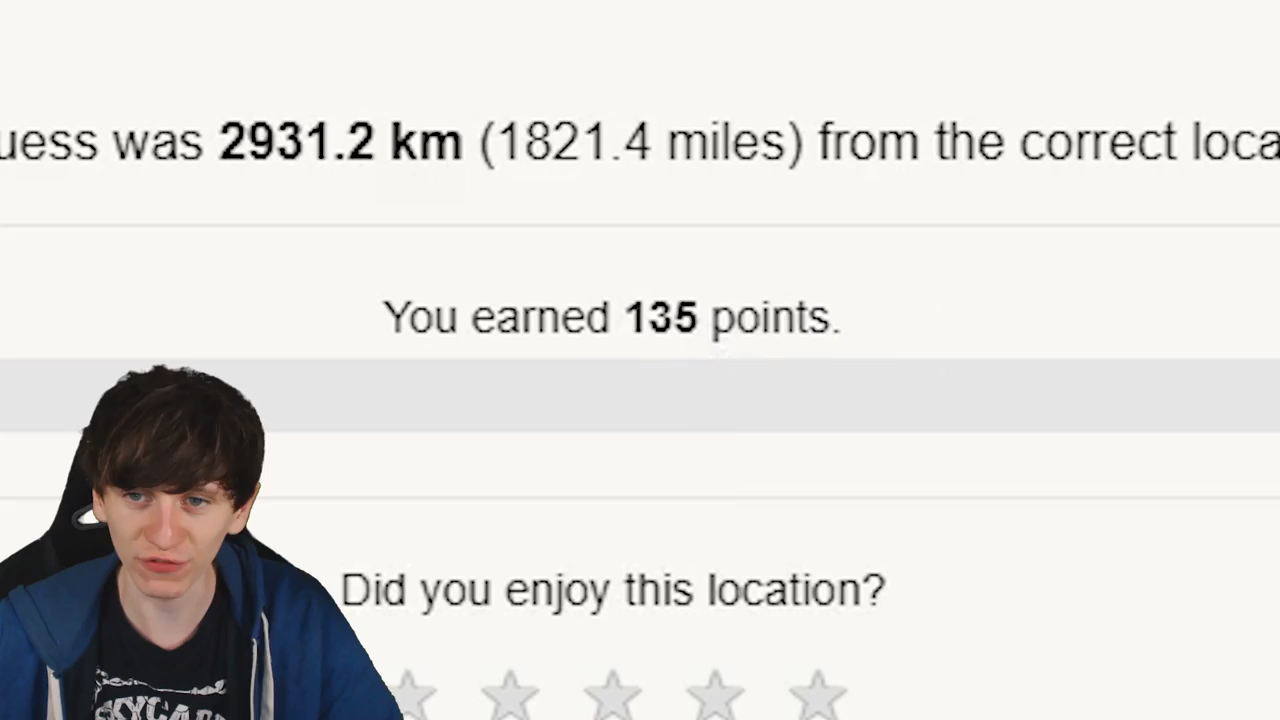 uess was 2931.2 km (1821.4 miles) from the correct loca
You earned 135 points.
Did you enjoy this location?